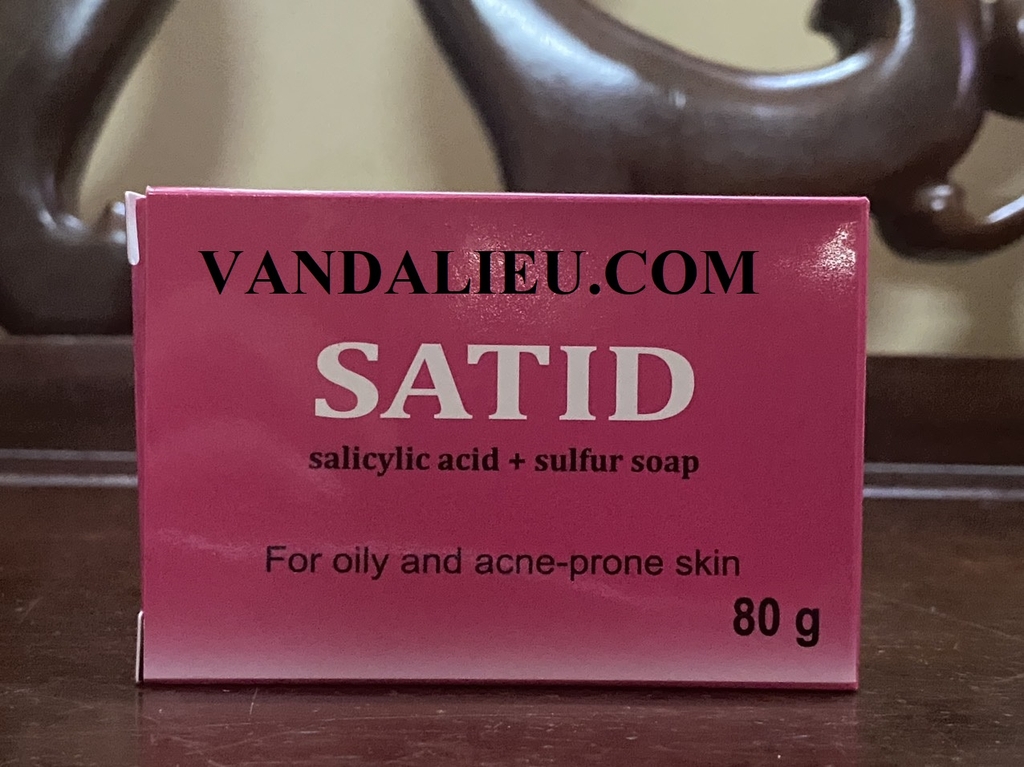 VANDALIEU.COM
SATID
salicylic acid + sulfur soap
For oily and acne-prone skin
80 g